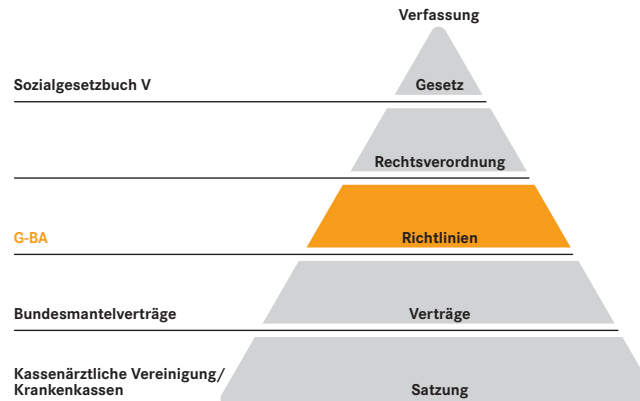 Verfassung
Sozialgesetzbuch V
Gesetz
Rechtsverordnung
G-BA
Richtlinien
Bundesmantelverträge
Verträge
Kassenärztliche Vereinigung/
Krankenkassen
Satzung